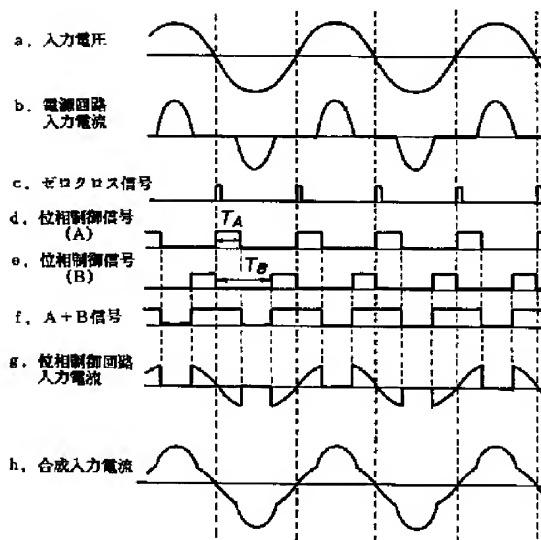 a. 入力電圧
b. 電源回路
入力電流
c. ゼロクロス信号
d. 位相制御信号
(A)
TA
e. 位相制御信号
(B)
TB
f. A+B信号
g. 位相制御回路
入力電流
h. 合成入力電流